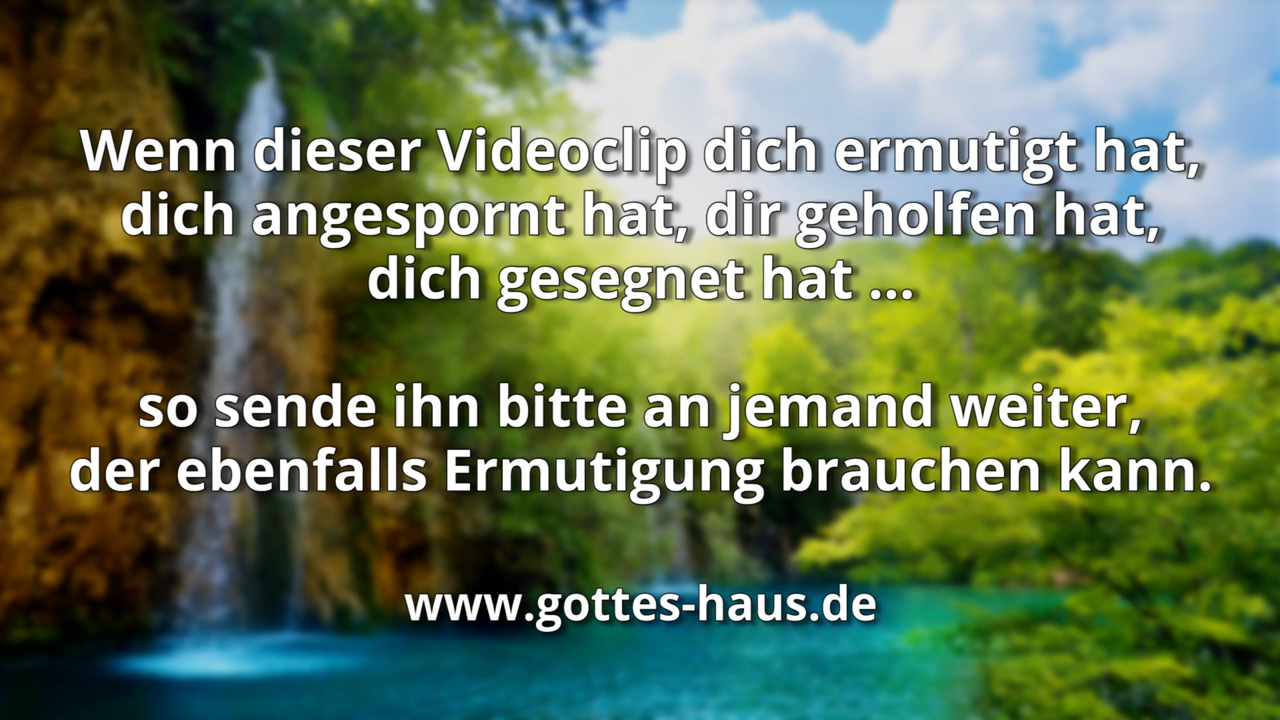 Wenn dieser Videoclip dich ermutigt hat,
dich angespornt hat, dir geholfen hat,
dich gesegnet hat ...
so sende ihn bitte an jemand weiter,
der ebenfalls Ermutigung brauchen kann.
www.gottes-haus.de